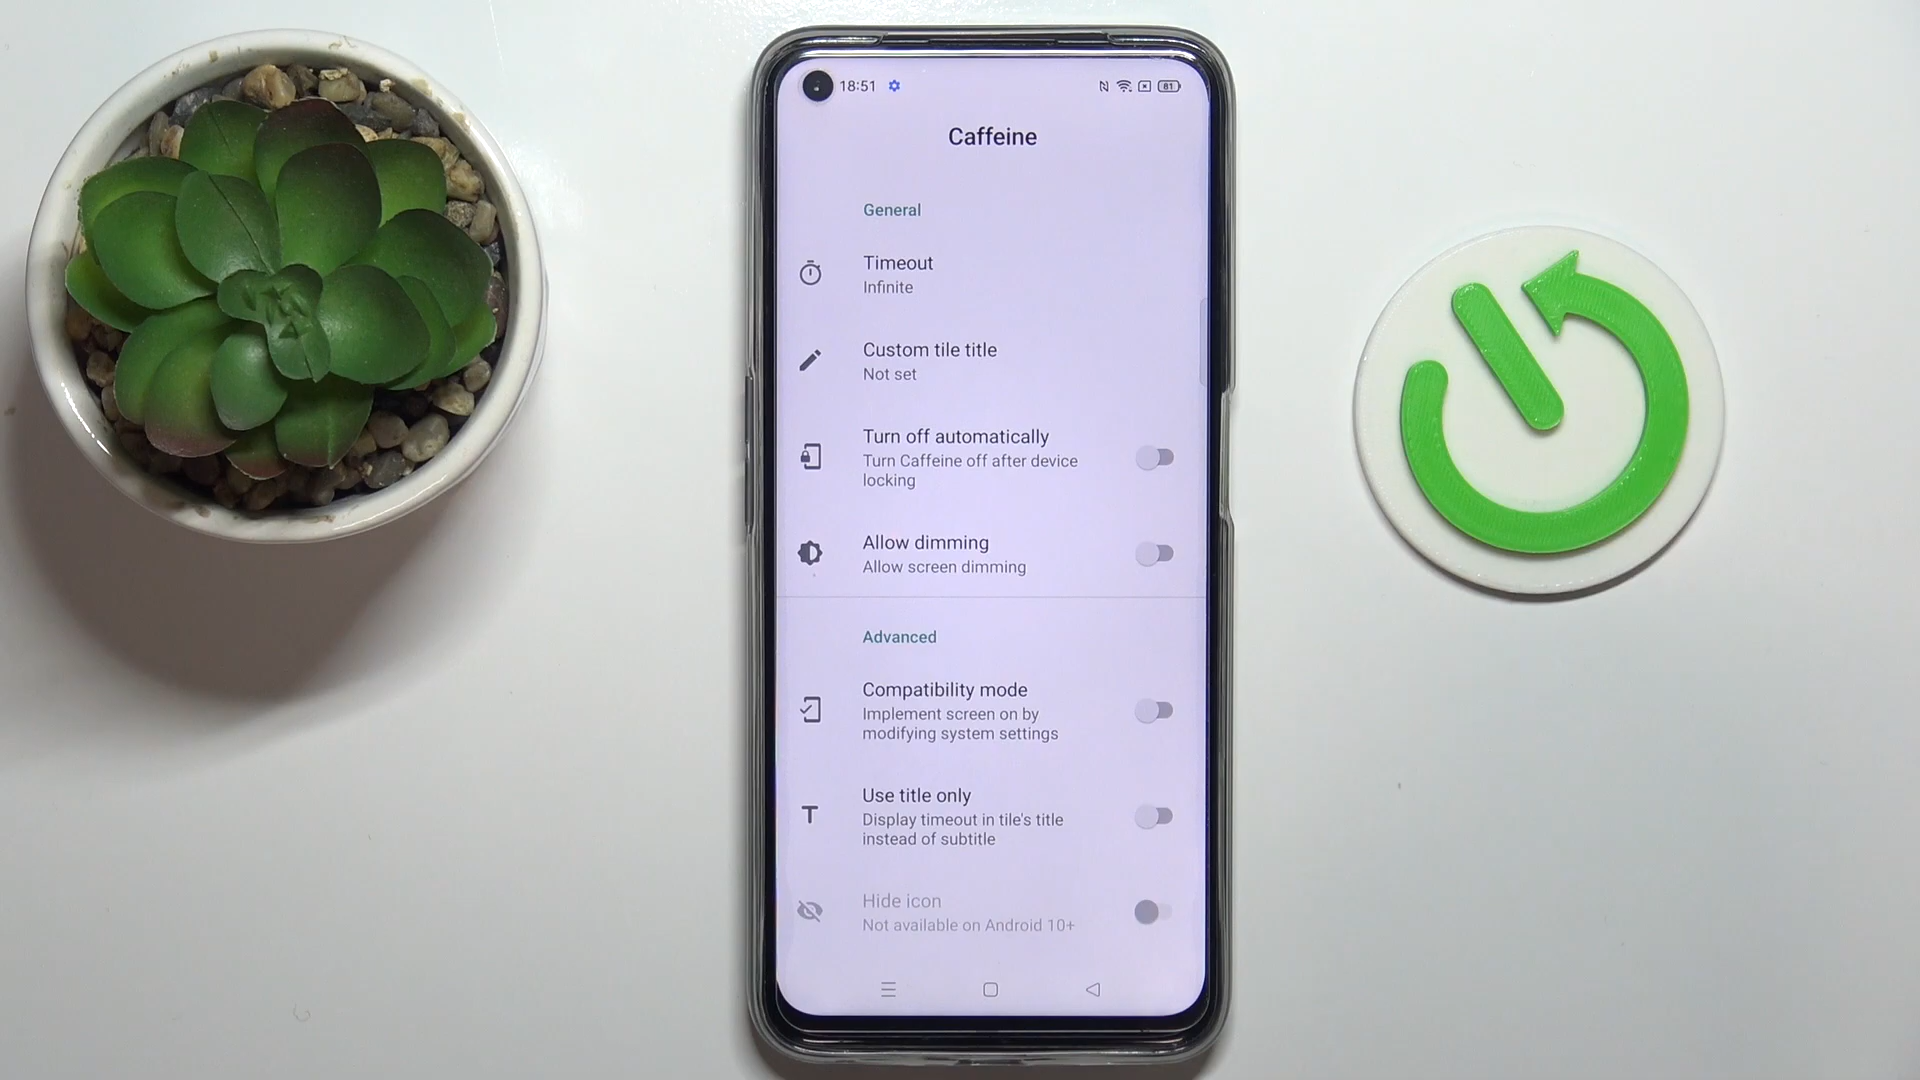 18:51
81
Caffeine
General
Timeout
Infinite
Custom tile title
Not set
Turn off automatically
Turn Caffeine off after device
locking
Allow dimming
Allow screen dimming
Advanced
Compatibility mode
Implement screen on by
modifying system settings
T
Use title only
Display timeout in tile's title
instead of subtitle
Hide icon
Not available on Android 10+